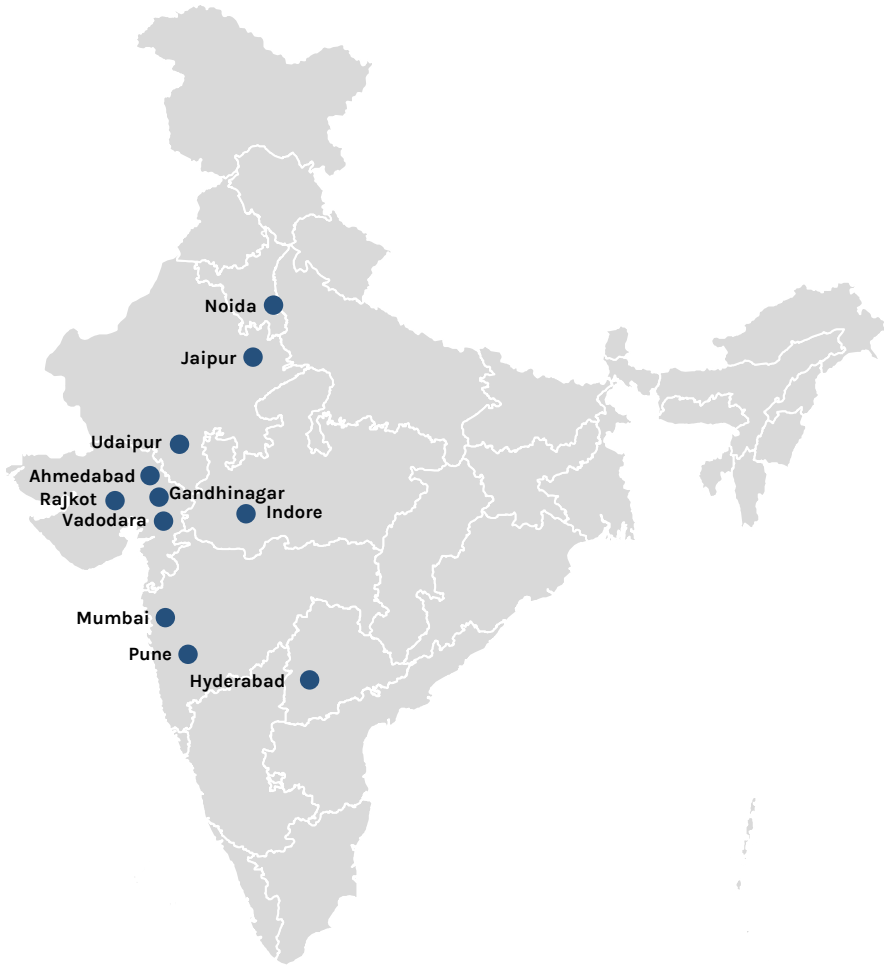 Noida
Jaipur
Udaipur
Ahmedabad
Gandhinagar
Rajkot
Indore
Vadodara
Mumbai
Pune
Hyderabad